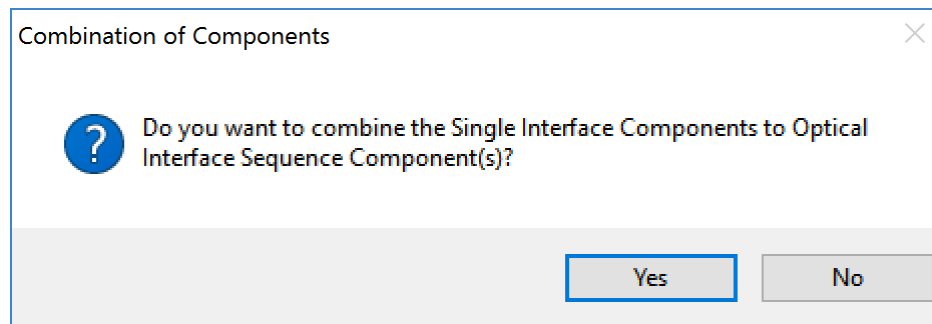 Combination of Components
Do you want to combine the Single Interface Components to Optical
Interface Sequence Component(s)?
Yes
No